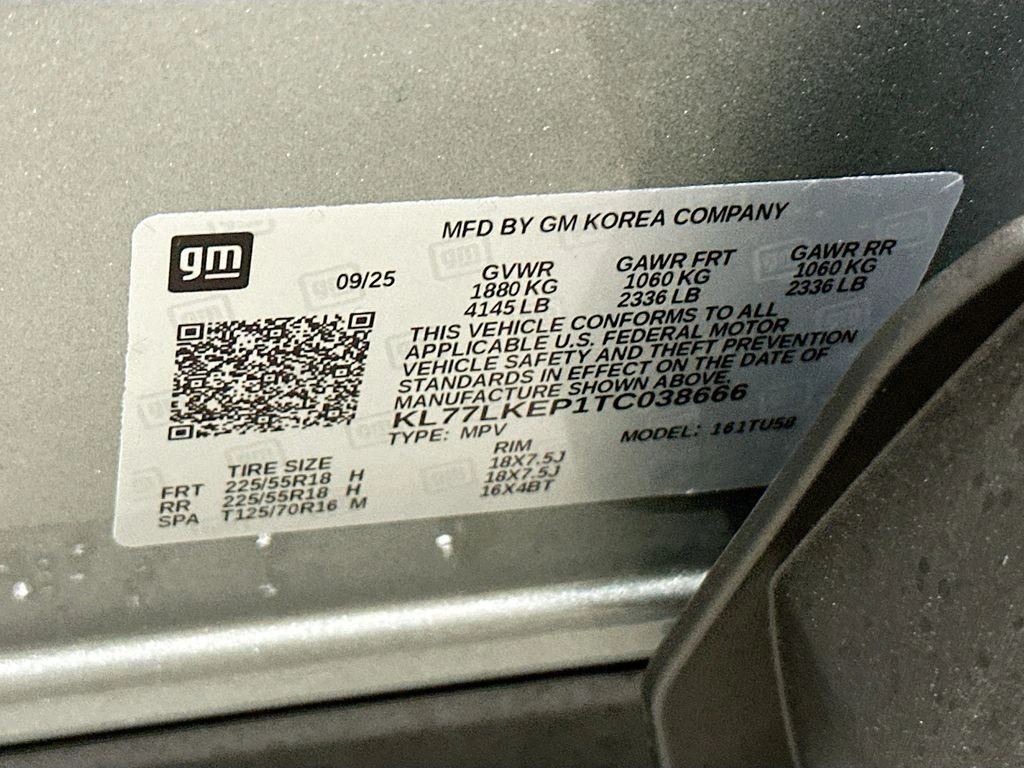 gm
MFD BY GM KOREA COMPANY
09/25
GVWR GAWR FRT GAWR RR
1880 KG 1060 KG 1060 KG
4145 LB 2336 LB 2336 LB
THIS VEHICLE CONFORMS TO ALL
APPLICABLE U.S. FEDERAL MOTOR
VEHICLE SAFETY AND THEFT PREVENTION
STANDARDS IN EFFECT ON THE DATE OF
MANUFACTURE SHOWN ABOVE.
KL77LKEP1TC038666
TYPE: MPV MODEL: 161TU58
TIRE SIZE RIM
FRT 225/55R18 H 18X7.5J
RR 225/55R18 H 18X7.5J
SPA T125/70R16 M 16X4BT